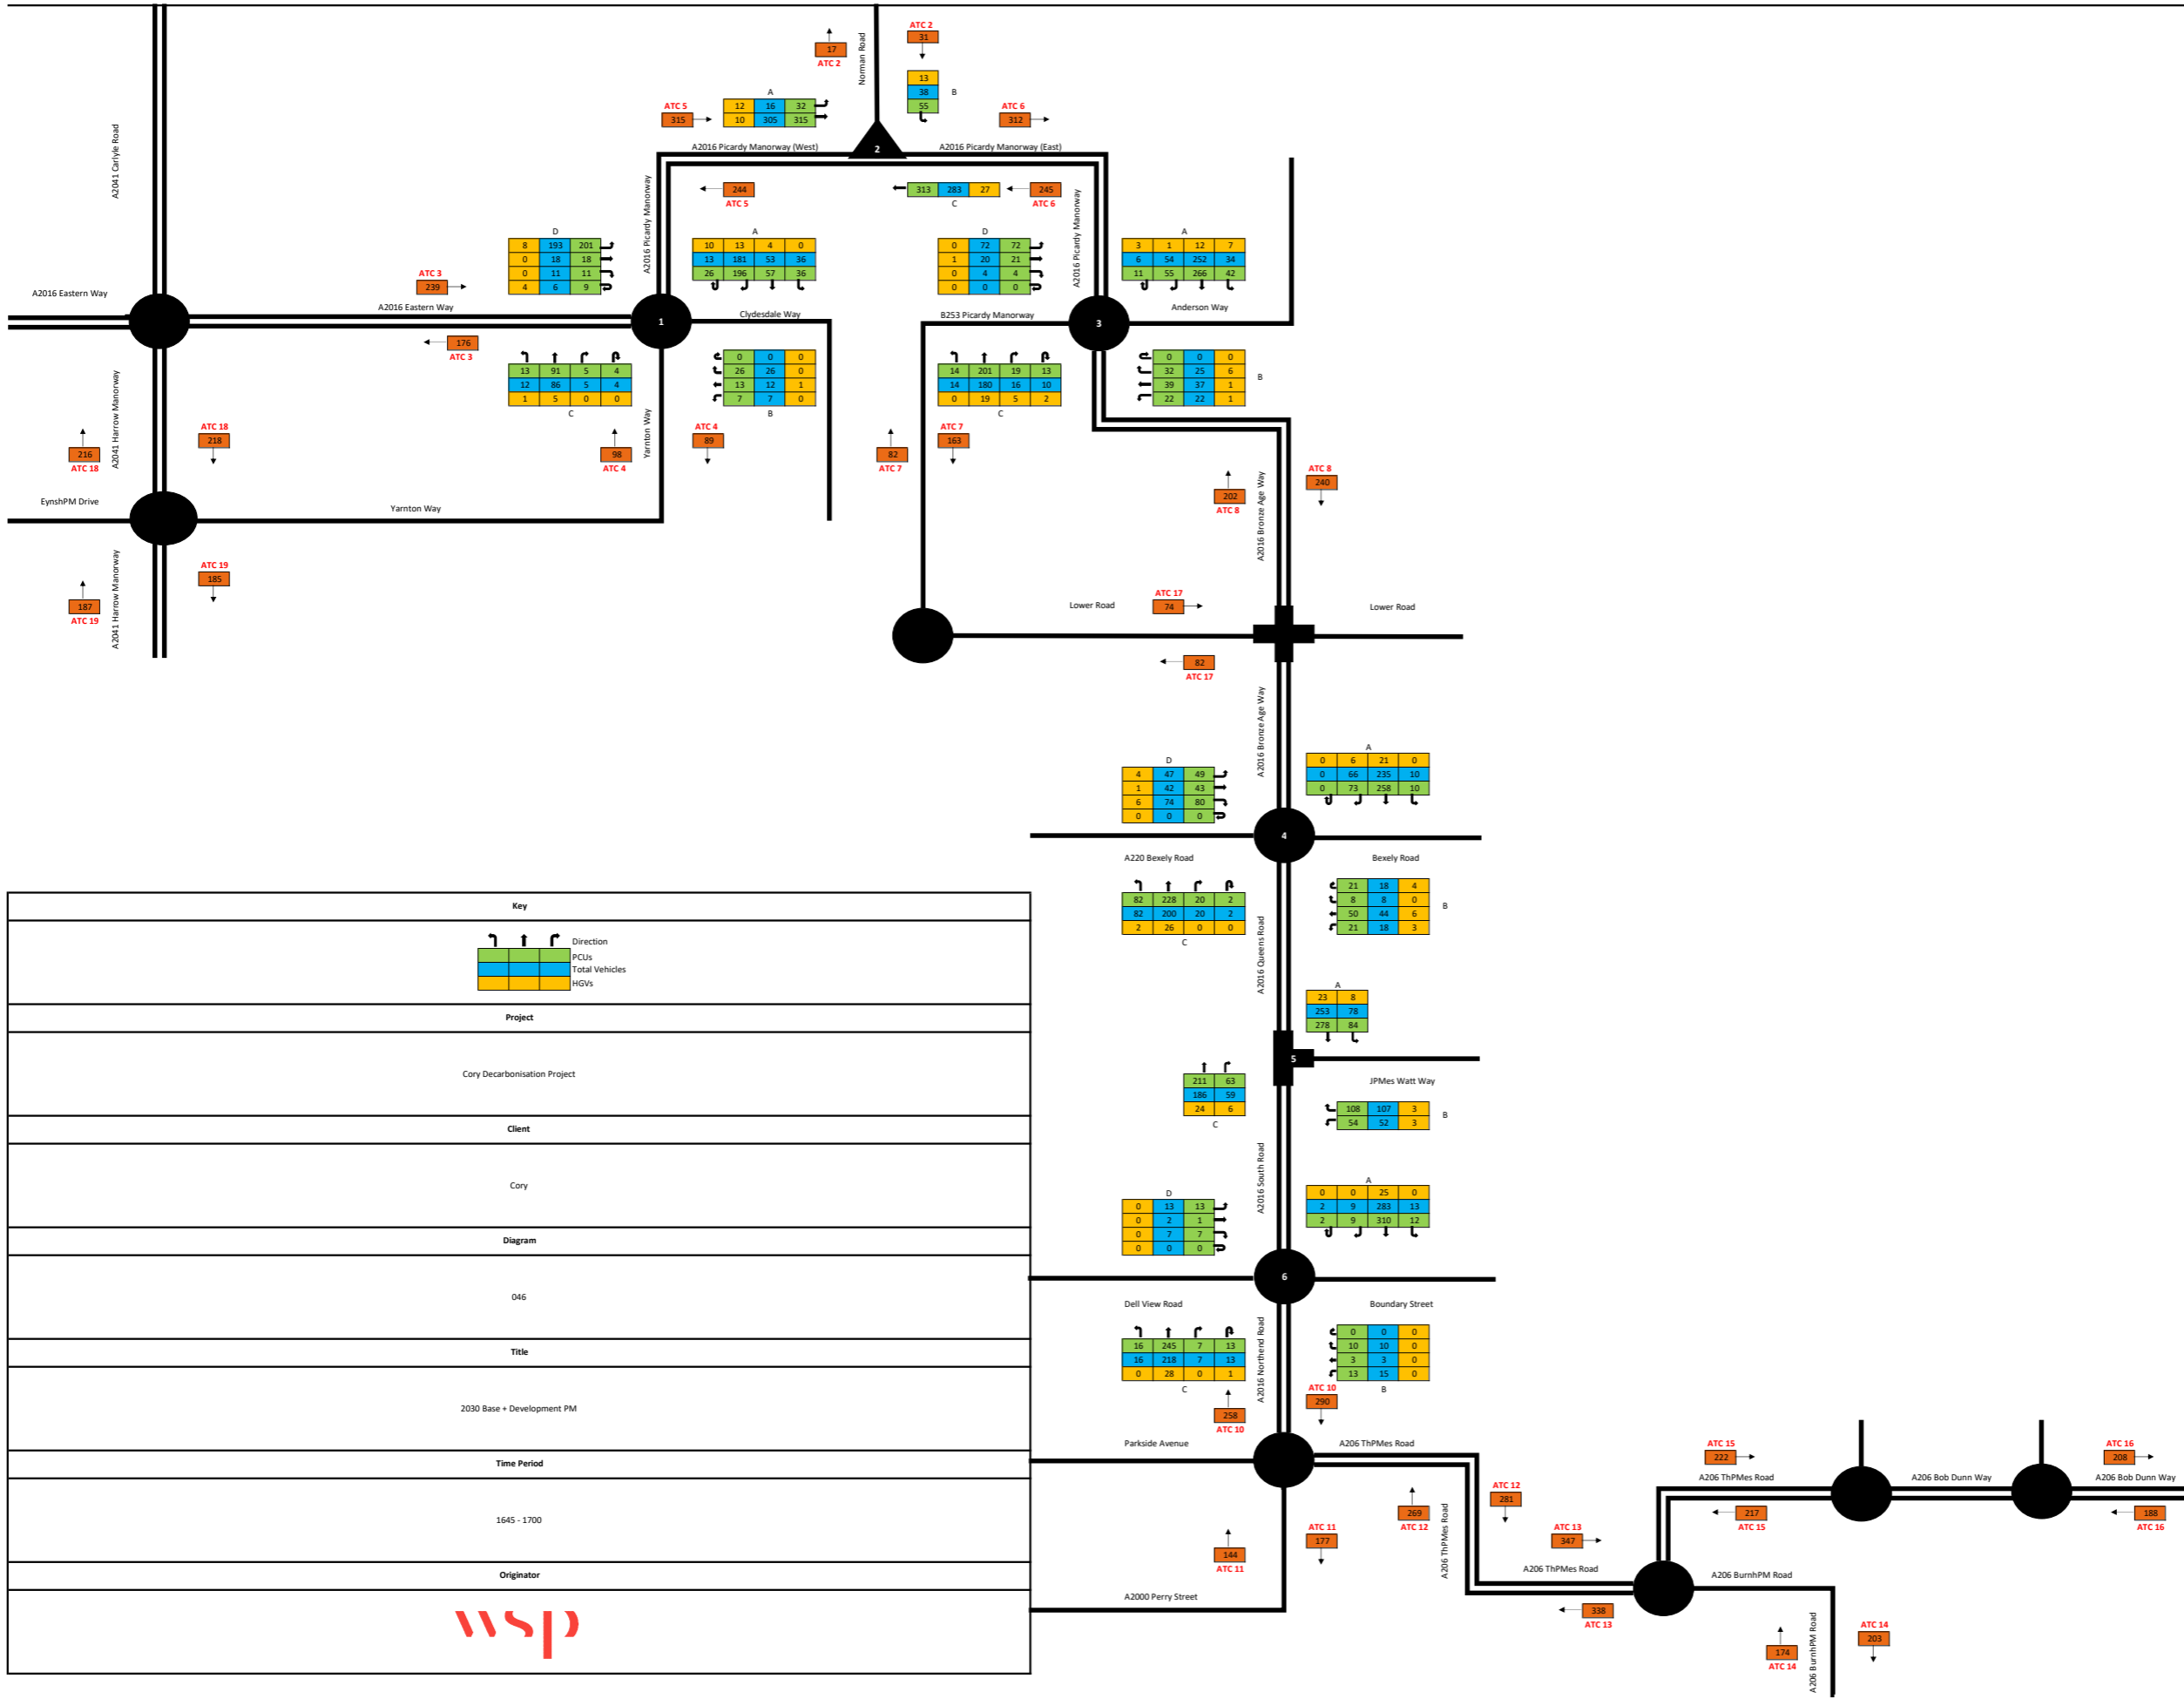 ATC 2
31
17
ATC 2
Norman Road
13
38
55
B
A
12 16 32
10 305 315
ATC 5
315
ATC 6
312
A2016 Picardy Manorway (West)
2
A2016 Picardy Manorway (East)
A2041 Carlyle Road
A2016 Picardy Manorway
244
ATC 5
313 283 27
C
245
ATC 6
A2016 Picardy Manorway
D
8 193 201
0 18 18
0 11 11
4 6 9
A
10 13 4 0
13 181 53 36
26 196 57 36
D
0 72 72
1 20 21
0 4 4
0 0 0
A
3 1 12 7
6 54 252 34
11 55 266 42
ATC 3
239
A2016 Eastern Way
A2016 Eastern Way
1
Clydesdale Way
B253 Picardy Manorway
3
Anderson Way
176
ATC 3
13 91 5 4
12 86 5 4
1 5 0 0
C
0 0 0
26 26 0
13 12 1
7 7 0
B
14 201 19 13
14 180 16 10
0 19 5 2
C
0 0 0
32 25 6
39 37 1
22 22 1
B
A2041 Harrow Manorway
216
ATC 18
ATC 18
218
98
ATC 4
Yarnton Way
ATC 4
89
82
ATC 7
ATC 7
163
202
ATC 8
A2016 Bronze Age Way
ATC 8
240
EynshPM Drive
Yarnton Way
187
ATC 19
A2041 Harrow Manorway
ATC 19
185
Lower Road
ATC 17
74
Lower Road
82
ATC 17
A2016 Bronze Age Way
D
4 47 49
1 42 43
6 74 80
0 0 0
A
0 6 21 0
0 66 235 10
0 73 258 10
4
A220 Bexely Road
Bexely Road
82 228 20 2
82 200 20 2
2 26 0 0
C
A2016 Queens Road
21 18 4
8 8 0
50 44 6
21 18 3
B
A
23 8
253 78
278 84
5
JPMes Watt Way
211 63
186 59
24 6
C
108 107 3
54 52 3
B
A2016 South Road
D
0 13 13
0 2 1
0 7 7
0 0 0
A
0 0 25 0
2 9 283 13
2 9 310 12
6
Dell View Road
Boundary Street
16 245 7 13
16 218 7 13
0 28 0 1
C
A2016 Northend Road
0 0 0
10 10 0
3 3 0
13 15 0
B
258
ATC 10
ATC 10
290
Parkside Avenue
A206 ThPMes Road
144
ATC 11
ATC 11
177
269
ATC 12
A206 ThPMes Road
ATC 12
281
ATC 13
347
A206 ThPMes Road
338
ATC 13
A2000 Perry Street
ATC 15
222
A206 ThPMes Road
217
ATC 15
A206 Bob Dunn Way
ATC 16
208
A206 Bob Dunn Way
188
ATC 16
A206 BurnhPM Road
174
ATC 14
A206 BurnhPM Road
ATC 14
203
Key
Direction
PCUs
Total Vehicles
HGVs
Project
Cory Decarbonisation Project
Client
Cory
Diagram
046
Title
2030 Base + Development PM
Time Period
1645 - 1700
Originator
wsp